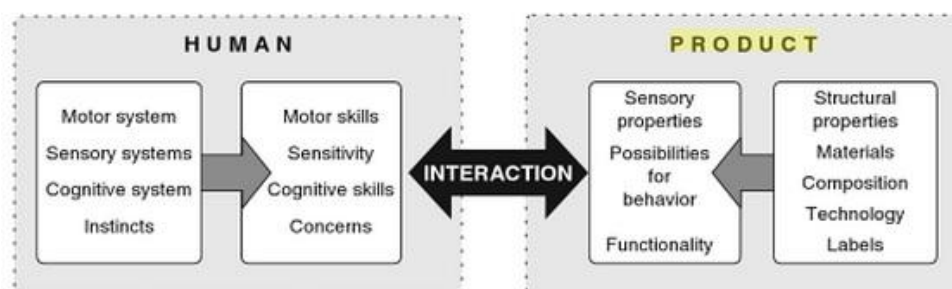 HUMAN
Motor system
Sensory systems
Cognitive system
Instincts
Motor skills
Sensitivity
Cognitive skills
Concerns
INTERACTION
PRODUCT
Sensory
properties
Possibilities
for
behavior
Functionality
Structural
properties
Materials
Composition
Technology
Labels